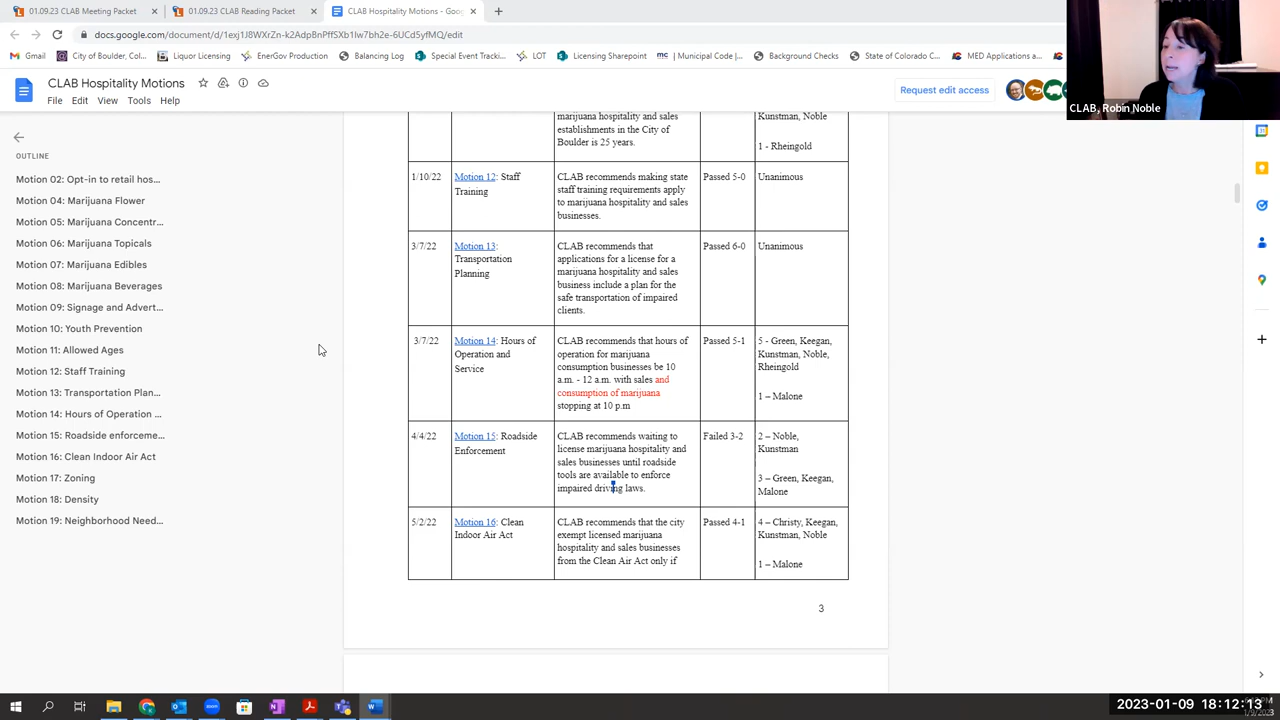 01.09.23 CLAB Meeting Packet
01.09.23 CLAB Reading Packet
CLAB Hospitality Motions - Goog
docs.google.com/document/d/1exj1J8WXrZn-k2AdpBnPffSXb1lw7bh2e-6UCd5yfMQ/edit
Gmail
City of Boulder, Col...
EnerGov Production
Balancing Log
Special Event Tracki...
LOT
Licensing Sharepoint
Municipal Code |...
Background Checks
State of Colorado C...
MED Applications a
CLAB Hospitality Motions
File Edit View Tools Help
Request edit access
CLAB, Robin Noble
OUTLINE
Motion 02: Opt-in to retail hos...
Motion 04: Marijuana Flower
Motion 05: Marijuana Concentr...
Motion 06: Marijuana Topicals
Motion 07: Marijuana Edibles
Motion 08: Marijuana Beverages
Motion 09: Signage and Advert...
Motion 10: Youth Prevention
Motion 11: Allowed Ages
Motion 12: Staff Training
Motion 13: Transportation Plan...
Motion 14: Hours of Operation ...
Motion 15: Roadside enforceme...
Motion 16: Clean Indoor Air Act
Motion 17: Zoning
Motion 18: Density
Motion 19: Neighborhood Need...
marijuana hospitality and sales
establishments in the City of
Boulder is 25 years.
Kunstman, Noble
1 - Rheingold
1/10/22
Motion 12: Staff
Training
CLAB recommends making state
staff training requirements apply
to marijuana hospitality and sales
businesses.
Passed 5-0
Unanimous
3/7/22
Motion 13:
Transportation
Planning
CLAB recommends that
applications for a license for a
marijuana hospitality and sales
business include a plan for the
safe transportation of impaired
clients.
Passed 6-0
Unanimous
3/7/22
Motion 14: Hours of
Operation and
Service
CLAB recommends that hours of
operation for marijuana
consumption businesses be 10
a.m. - 12 a.m. with sales and
consumption of marijuana
stopping at 10 p.m
Passed 5-1
5 - Green, Keegan,
Kunstman, Noble,
Rheingold
1 – Malone
4/4/22
Motion 15: Roadside
Enforcement
CLAB recommends waiting to
license marijuana hospitality and
sales businesses until roadside
tools are available to enforce
impaired driving laws.
Failed 3-2
2 – Noble,
Kunstman
3 – Green, Keegan,
Malone
5/2/22
Motion 16: Clean
Indoor Air Act
CLAB recommends that the city
exempt licensed marijuana
hospitality and sales businesses
from the Clean Air Act only if
Passed 4-1
4 – Christy, Keegan,
Kunstman, Noble
1 – Malone
3
2023-01-09 18:12:13